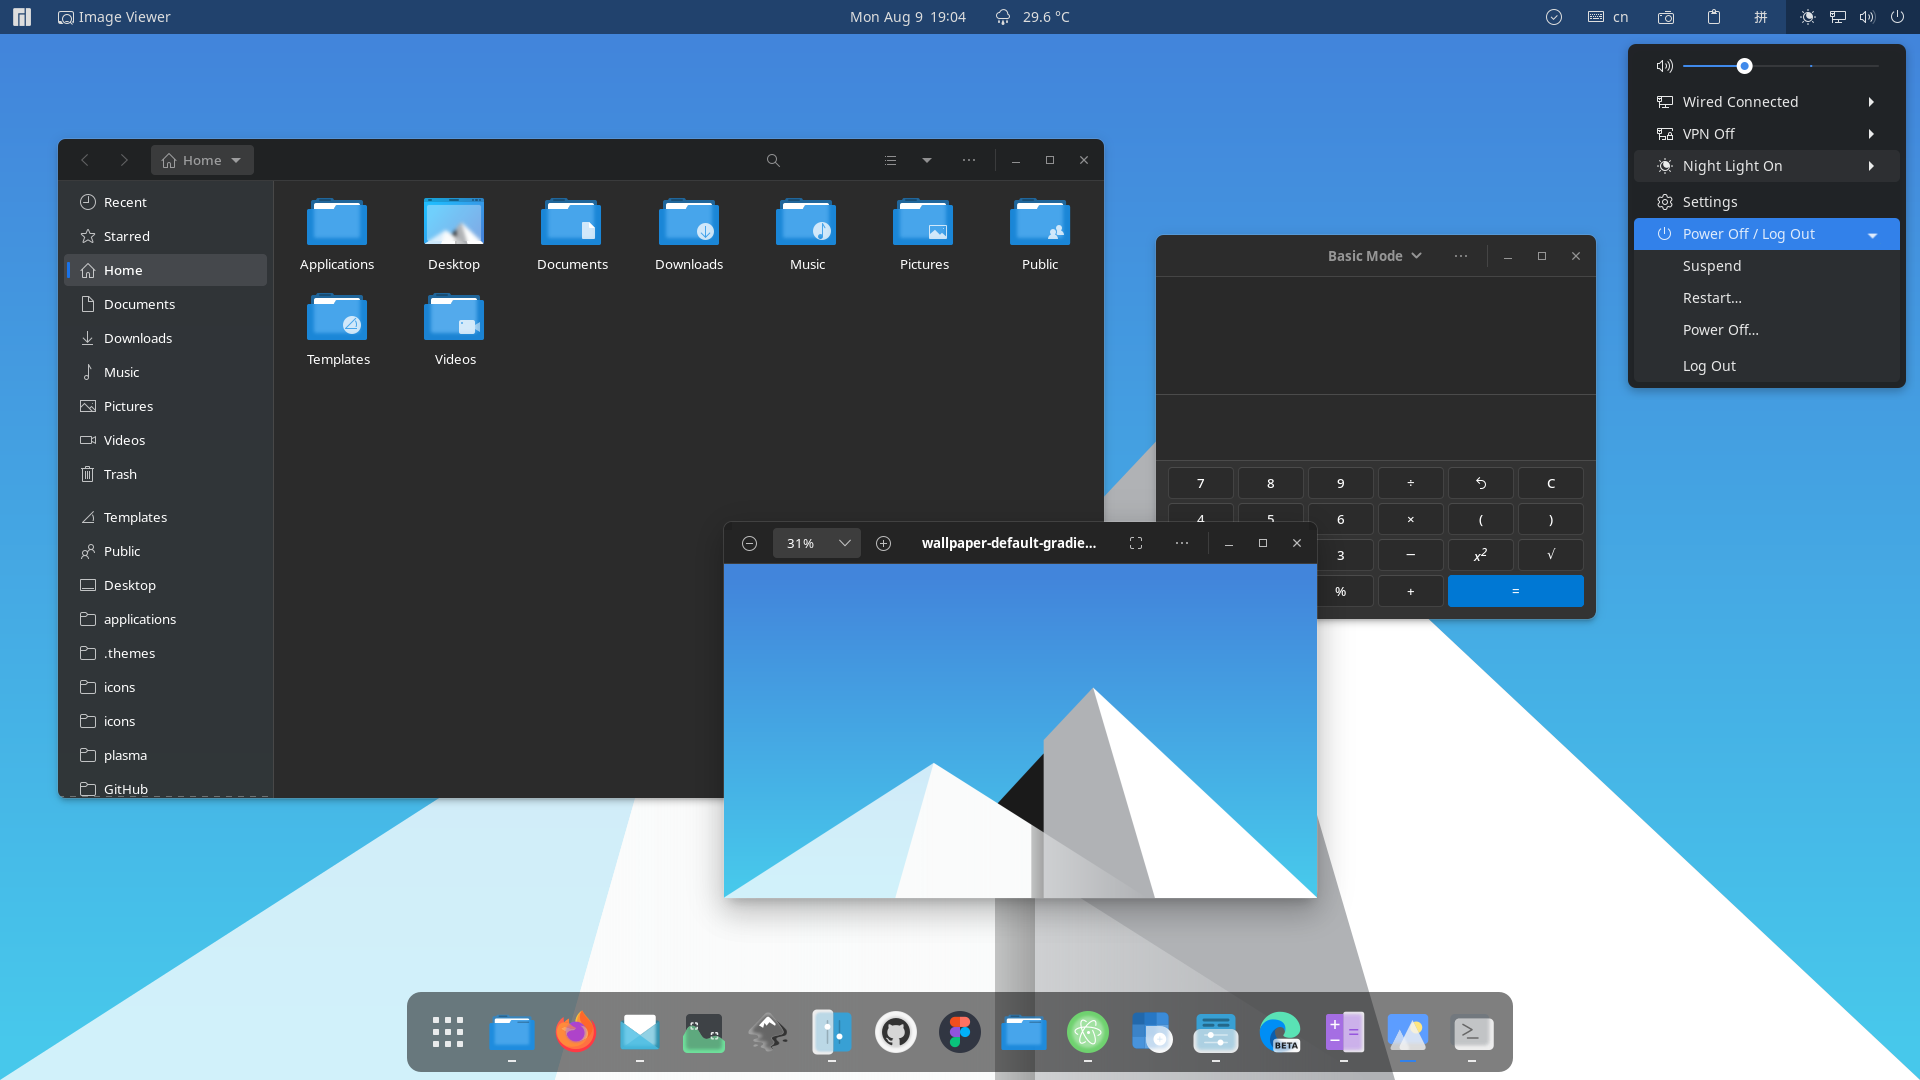 Image Viewer
Mon Aug 9 19:04
29.6 °C
cn
拼
Wired Connected
VPN Off
Night Light On
Settings
Power Off / Log Out
Suspend
Restart...
Power Off...
Log Out
Home
Recent
Starred
Home
Documents
Downloads
Music
Pictures
Videos
Trash
Templates
Public
Desktop
applications
.themes
icons
icons
plasma
GitHub
Applications
Desktop
Documents
Downloads
Music
Pictures
Public
Templates
Videos
Basic Mode
7 8 9 ÷ C
4 5 6 × ( )
3 − x² √
% + =
31%
wallpaper-default-gradie...
BETA